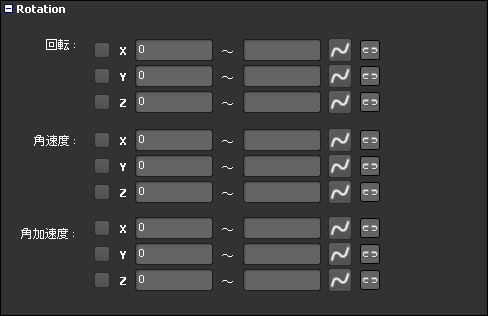 Rotation
回転 : X 0 ～
Y 0 ～
Z 0 ～
角速度 : X 0 ～
Y 0 ～
Z 0 ～
角加速度 : X 0 ～
Y 0 ～
Z 0 ～